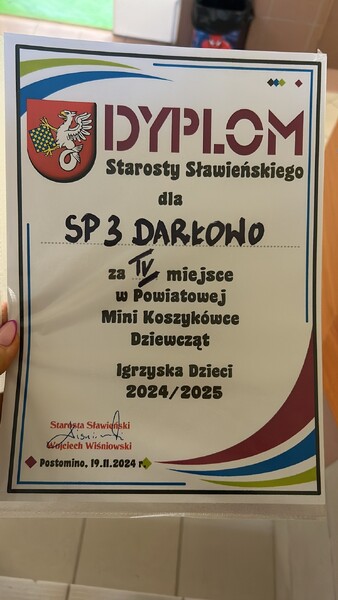 DYPLOM
Starosty Sławieńskiego
dla
SP 3 DARŁOWO
za IV miejsce
w Powiatowej
Mini Koszykówce
Dziewcząt
Igrzyska Dzieci
2024/2025
Starosta Sławieński
Wojciech Wiśniowski
Postomino, 19.11.2024 r.